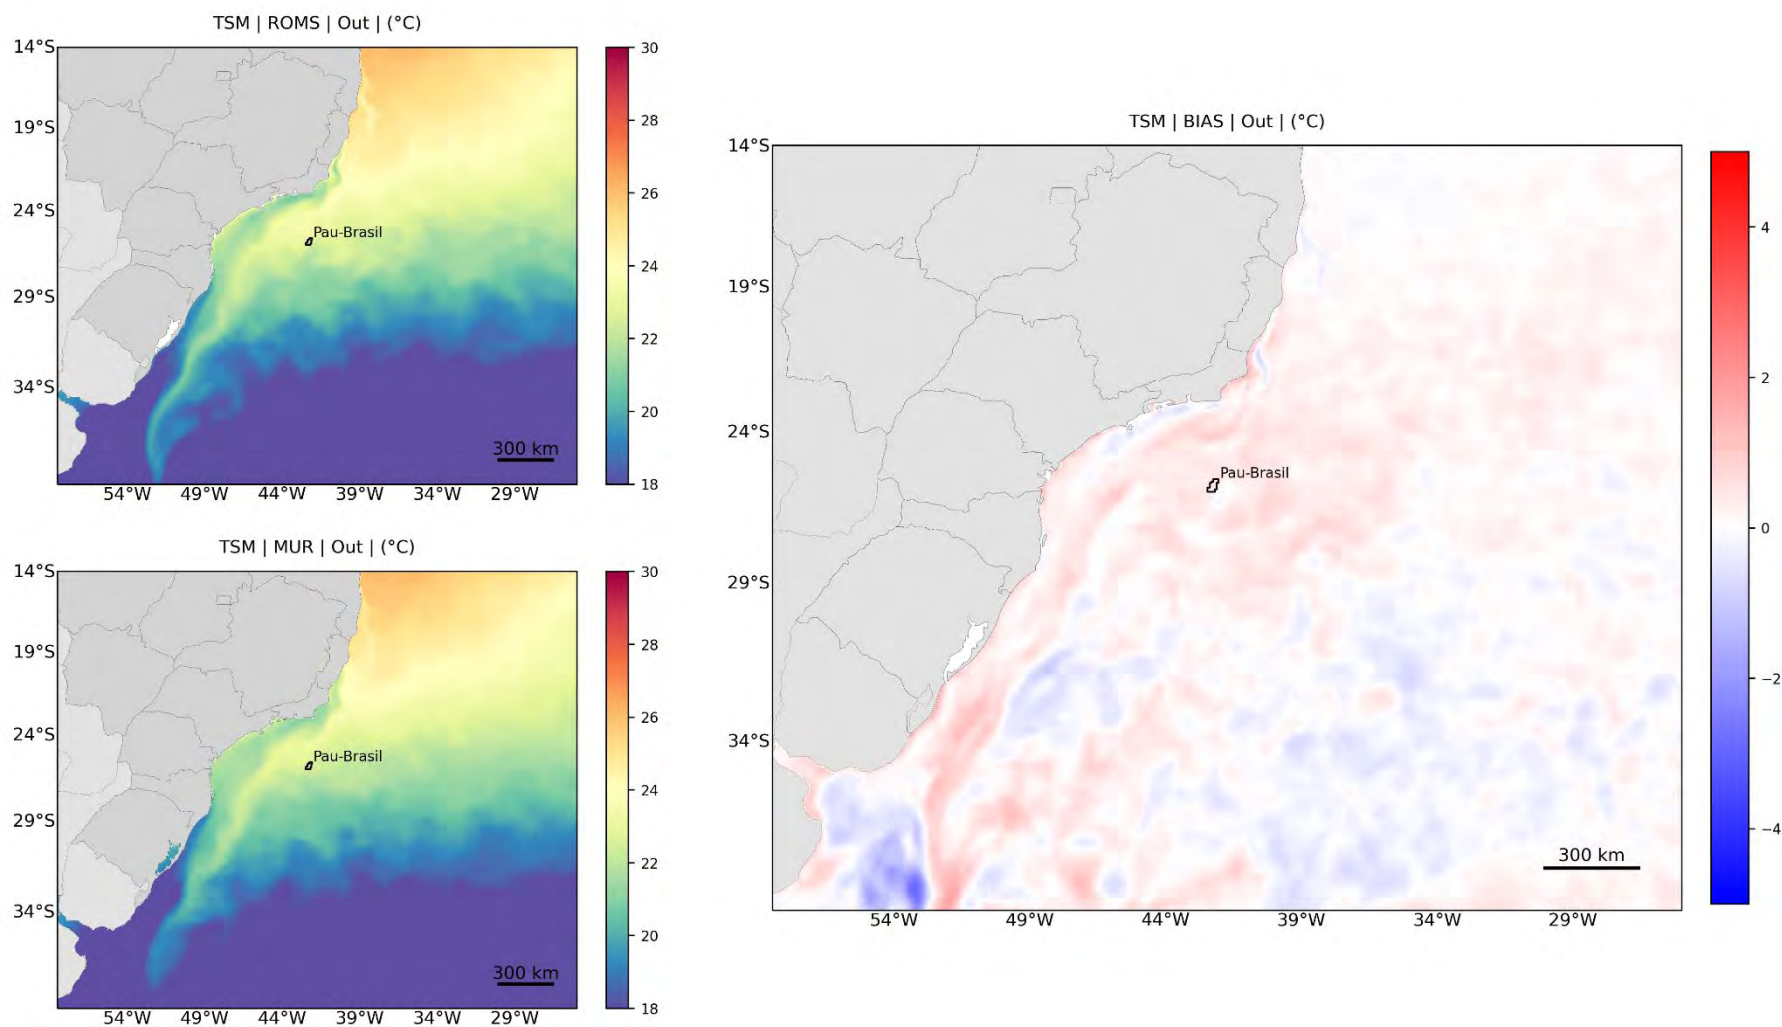 TSM | ROMS | Out | (°C)
14°S
19°S
24°S
29°S
34°S
Pau-Brasil
300 km
54°W 49°W 44°W 39°W 34°W 29°W
30
28
26
24
22
20
18
TSM | MUR | Out | (°C)
14°S
19°S
24°S
29°S
34°S
Pau-Brasil
300 km
54°W 49°W 44°W 39°W 34°W 29°W
30
28
26
24
22
20
18
TSM | BIAS | Out | (°C)
14°S
19°S
24°S
29°S
34°S
Pau-Brasil
300 km
54°W 49°W 44°W 39°W 34°W 29°W
4
2
0
−2
−4